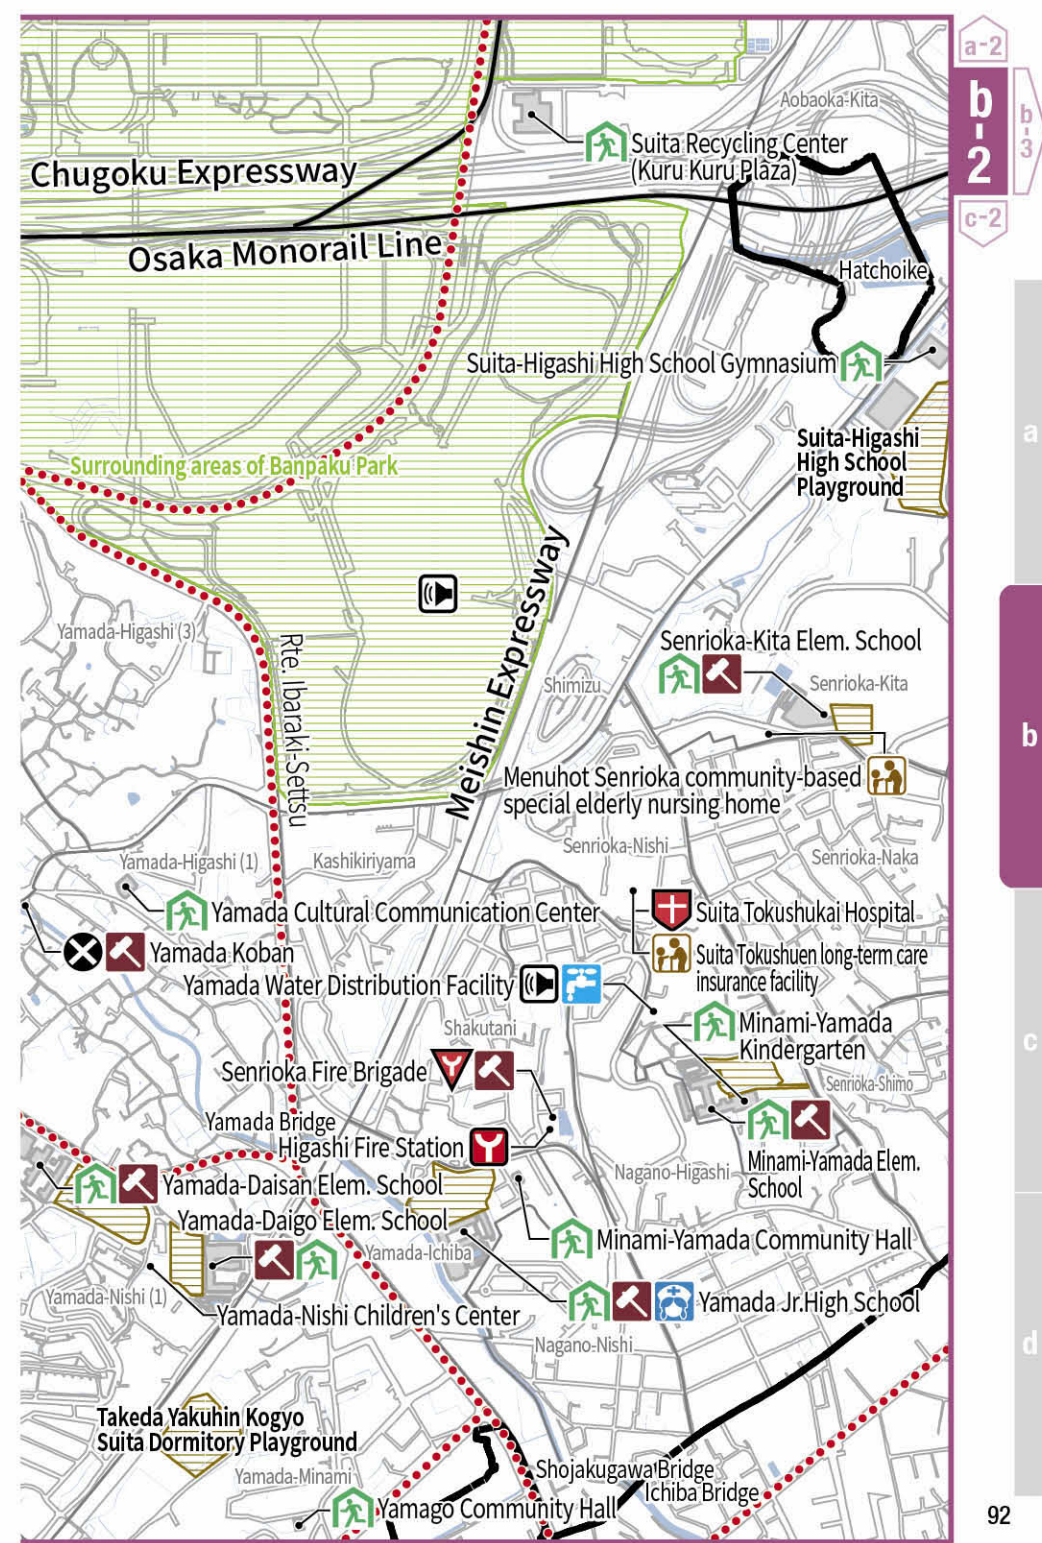 a-2
b-2
b-3
c-2
Aobaoka-Kita
Suita Recycling Center
(Kuru Kuru Plaza)
Chugoku Expressway
Osaka Monorail Line
Hatchoike
Suita-Higashi High School Gymnasium
Suita-Higashi
High School
Playground
a
Surrounding areas of Banpaku Park
Meishin Expressway
Yamada-Higashi (3)
Rte. Ibaraki-Settsu
Senrioka-Kita Elem. School
Shimizu
Senrioka-Kita
b
Menuhot Senrioka community-based
special elderly nursing home
Yamada-Higashi (1)
Kashikiriyama
Senrioka-Nishi
Senrioka-Naka
Yamada Cultural Communication Center
Suita Tokushukai Hospital
Yamada Koban
Suita Tokushuen long-term care
insurance facility
Yamada Water Distribution Facility
Shakutani
Minami-Yamada
Kindergarten
c
Senrioka Fire Brigade
Senrioka-Shimo
Yamada Bridge
Higashi Fire Station
Nagano-Higashi
Minami-Yamada Elem.
School
Yamada-Daisan Elem. School
Yamada-Daigo Elem. School
Yamada-Ichiba
Minami-Yamada Community Hall
Yamada-Nishi (1)
Yamada-Nishi Children's Center
Yamada Jr.High School
Nagano-Nishi
d
Takeda Yakuhin Kogyo
Suita Dormitory Playground
Yamada-Minami
Shojakugawa Bridge
Ichiba Bridge
Yamago Community Hall
92